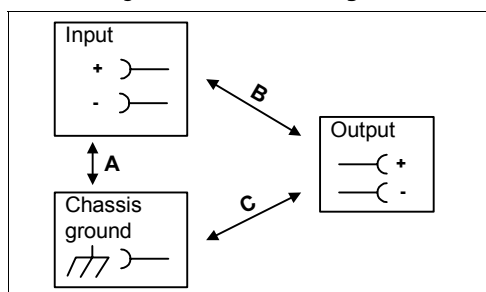 Input
+
-
B
Output
+
-
A
Chassis
ground
C